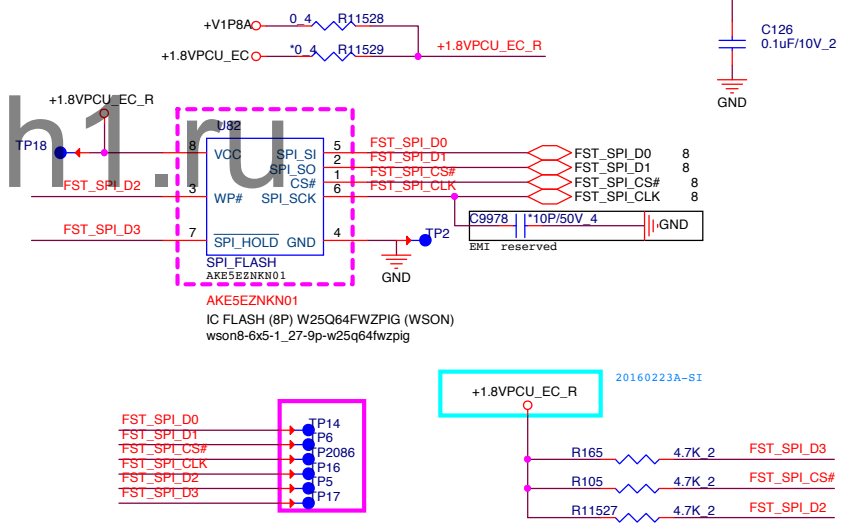 +V1P8A 0_4 R11528
+1.8VPCU_EC *0_4 R11529 +1.8VPCU_EC_R
C126
0.1uF/10V_2
GND
h1.ru
+1.8VPCU_EC_R
TP18
U82
8 VCC SPI_SI 5 FST_SPI_D0 FST_SPI_D0 8
SPI_SO 2 FST_SPI_D1 FST_SPI_D1 8
CS# 1 FST_SPI_CS# FST_SPI_CS# 8
FST_SPI_D2 3 WP# SPI_SCK 6 FST_SPI_CLK FST_SPI_CLK 8
C9978 *10P/50V_4 GND
EMI reserved
FST_SPI_D3 7 SPI_HOLD GND 4 TP2
GND
SPI_FLASH
AKE5EZNKN01
AKE5EZNKN01
IC FLASH (8P) W25Q64FWZPIG (WSON)
wson8-6x5-1_27-9p-w25q64fwzpig
FST_SPI_D0 TP14
FST_SPI_D1 TP6
FST_SPI_CS# TP2086
FST_SPI_CLK TP16
FST_SPI_D2 TP5
FST_SPI_D3 TP17
+1.8VPCU_EC_R
20160223A-SI
R165 4.7K_2 FST_SPI_D3
R105 4.7K_2 FST_SPI_CS#
R11527 4.7K_2 FST_SPI_D2